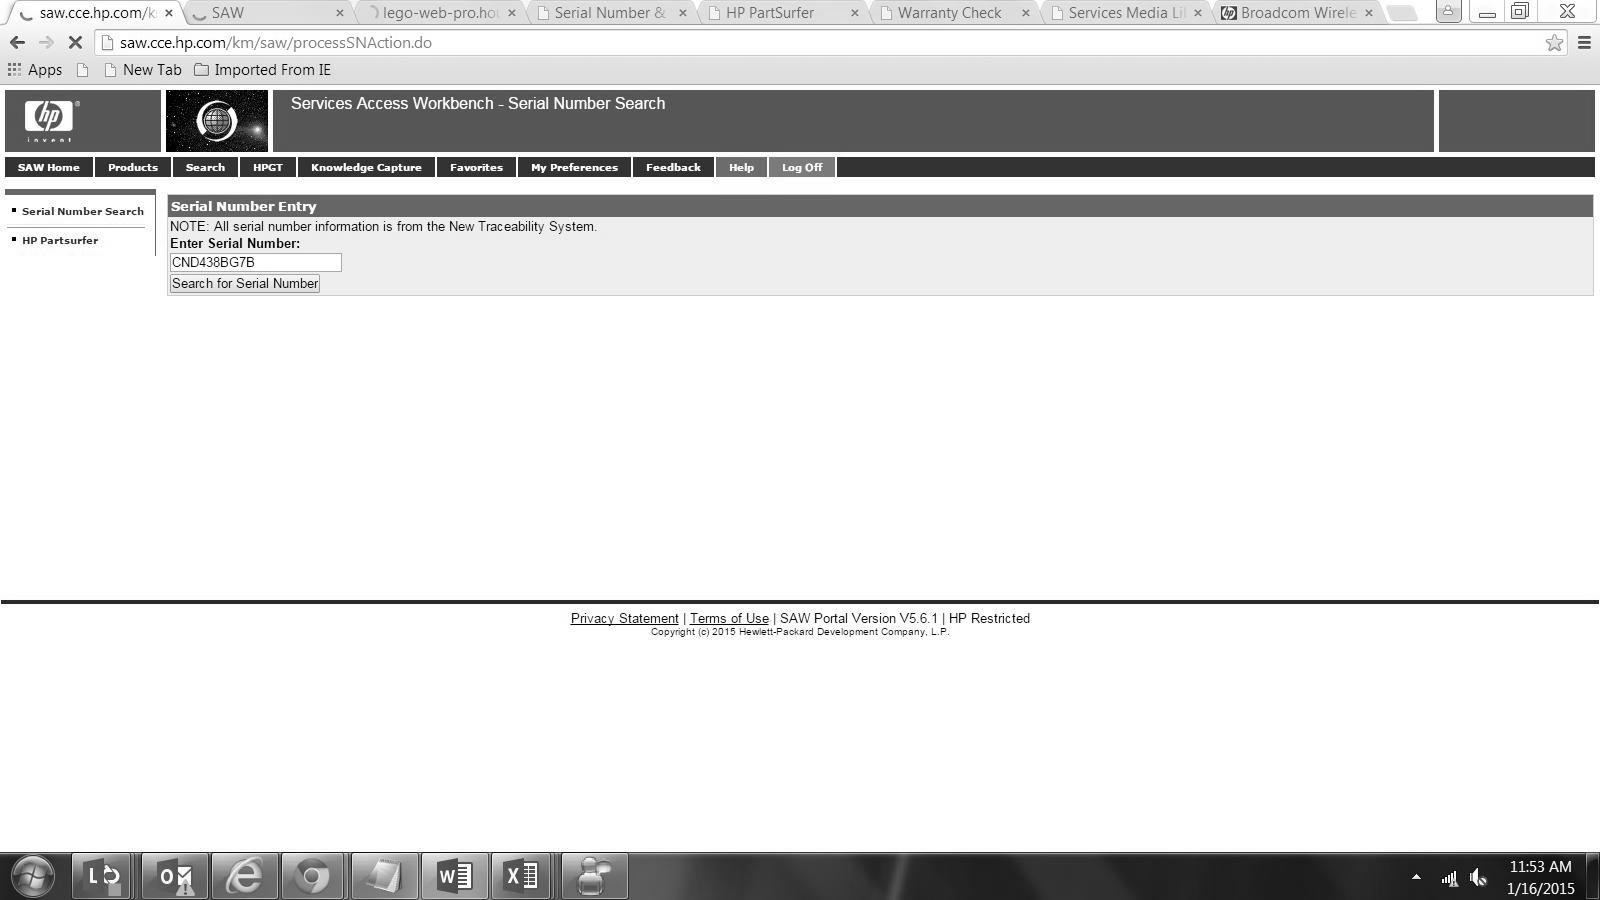 saw.cce.hp.com/k SAW lego-web-pro.hou Serial Number & HP PartSurfer Warranty Check Services Media Li Broadcom Wirele
saw.cce.hp.com/km/saw/processSNAction.do
Apps New Tab Imported From IE
hp
invent
Services Access Workbench - Serial Number Search
SAW Home Products Search HPGT Knowledge Capture Favorites My Preferences Feedback Help Log Off
Serial Number Search
HP Partsurfer
Serial Number Entry
NOTE: All serial number information is from the New Traceability System.
Enter Serial Number:
CND438BG7B
Search for Serial Number
Privacy Statement | Terms of Use | SAW Portal Version V5.6.1 | HP Restricted
Copyright (c) 2015 Hewlett-Packard Development Company, L.P.
11:53 AM
1/16/2015